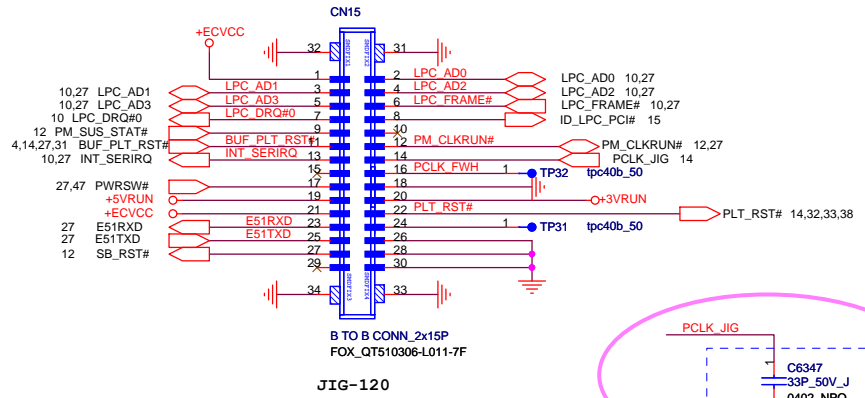 CN15
+ECVCC
32 31
SMDFIX1 SMDFIX2
1 2 LPC_AD0 LPC_AD0 10,27
10,27 LPC_AD1 LPC_AD1 3 4 LPC_AD2 LPC_AD2 10,27
10,27 LPC_AD3 LPC_AD3 5 6 LPC_FRAME# LPC_FRAME# 10,27
10 LPC_DRQ#0 LPC_DRQ#0 7 8 ID_LPC_PCI# 15
12 PM_SUS_STAT# 9 10
4,14,27,31 BUF_PLT_RST# BUF_PLT_RST# 11 12 PM_CLKRUN# PM_CLKRUN# 12,27
10,27 INT_SERIRQ INT_SERIRQ 13 14 PCLK_JIG 14
15 16 PCLK_FWH 1 TP32 tpc40b_50
27,47 PWRSW# 17 18
+5VRUN 19 20 +3VRUN
+ECVCC 21 22 PLT_RST# PLT_RST# 14,32,33,38
27 E51RXD E51RXD 23 24 1 TP31 tpc40b_50
27 E51TXD E51TXD 25 26
12 SB_RST# 27 28
29 30
SMDFIX3 SMDFIX4
34 33
B TO B CONN_2x15P
FOX_QT510306-L011-7F
JIG-120
PCLK_JIG
1
C6347
33P_50V_J
0402_NPO